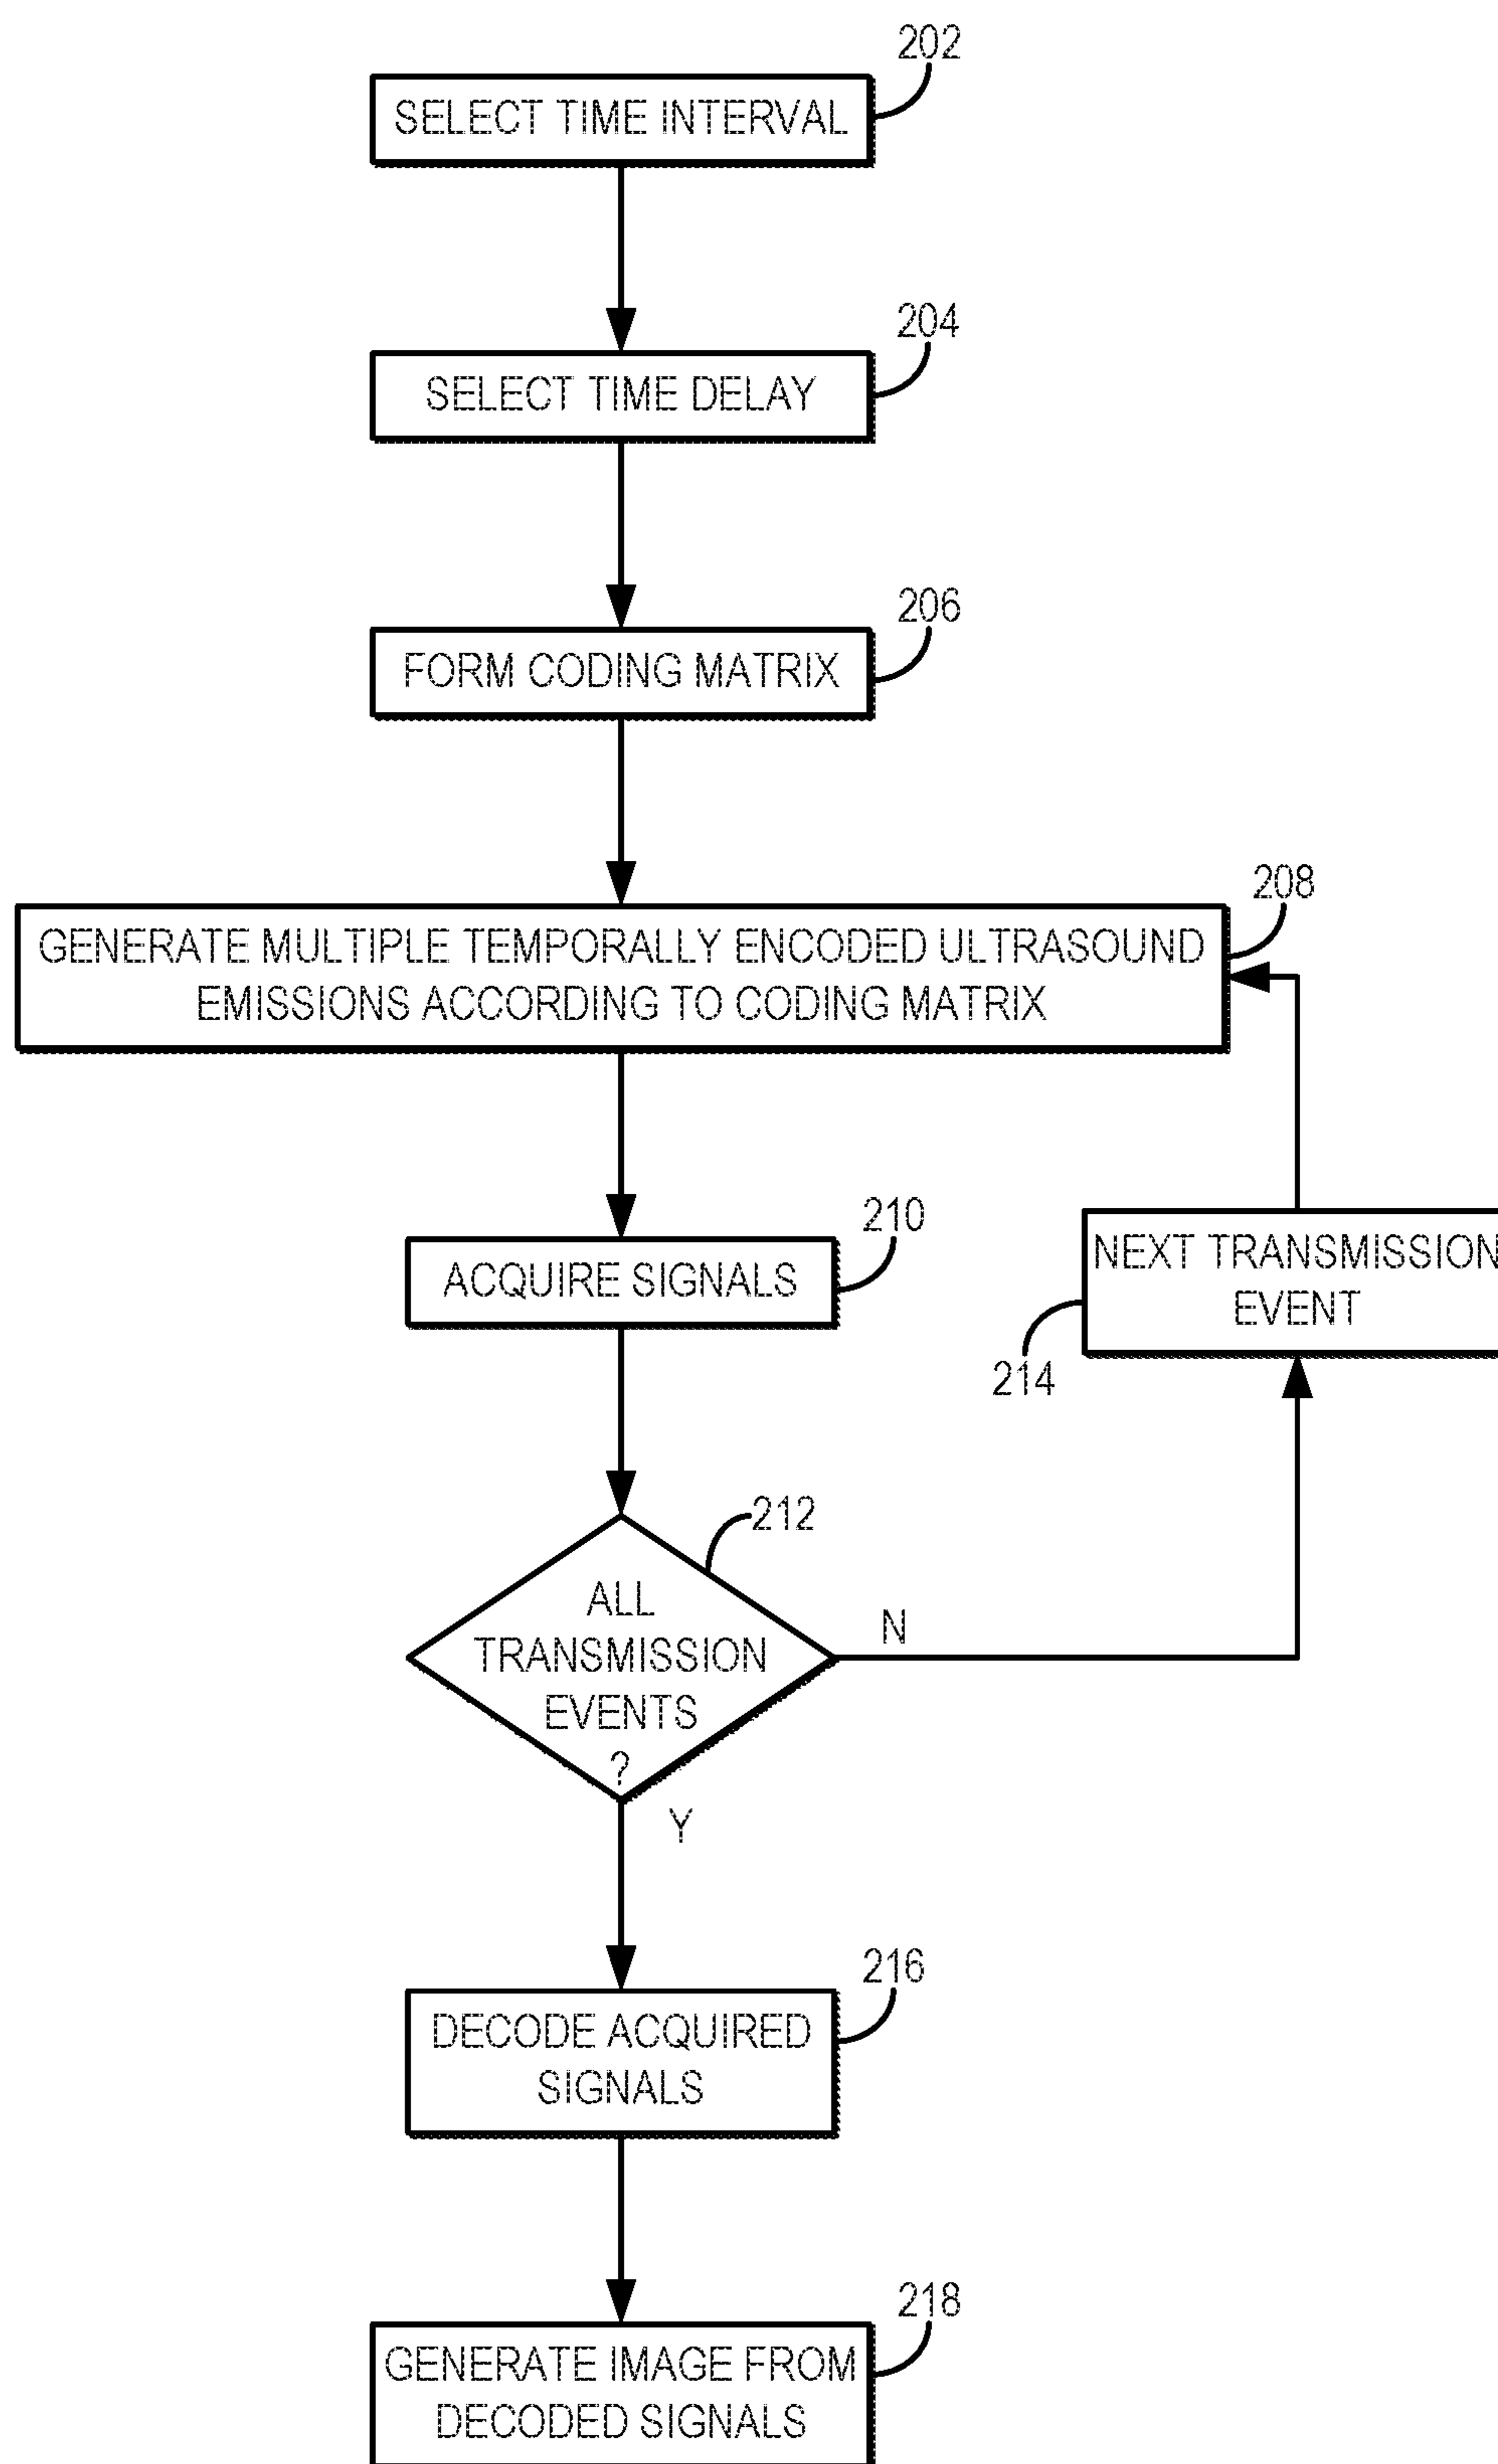 202
SELECT TIME INTERVAL
204
SELECT TIME DELAY
206
FORM CODING MATRIX
208
GENERATE MULTIPLE TEMPORALLY ENCODED ULTRASOUND
EMISSIONS ACCORDING TO CODING MATRIX
210
ACQUIRE SIGNALS
NEXT TRANSMISSION
EVENT
214
212
ALL
TRANSMISSION
EVENTS
?
N
Y
216
DECODE ACQUIRED
SIGNALS
218
GENERATE IMAGE FROM
DECODED SIGNALS